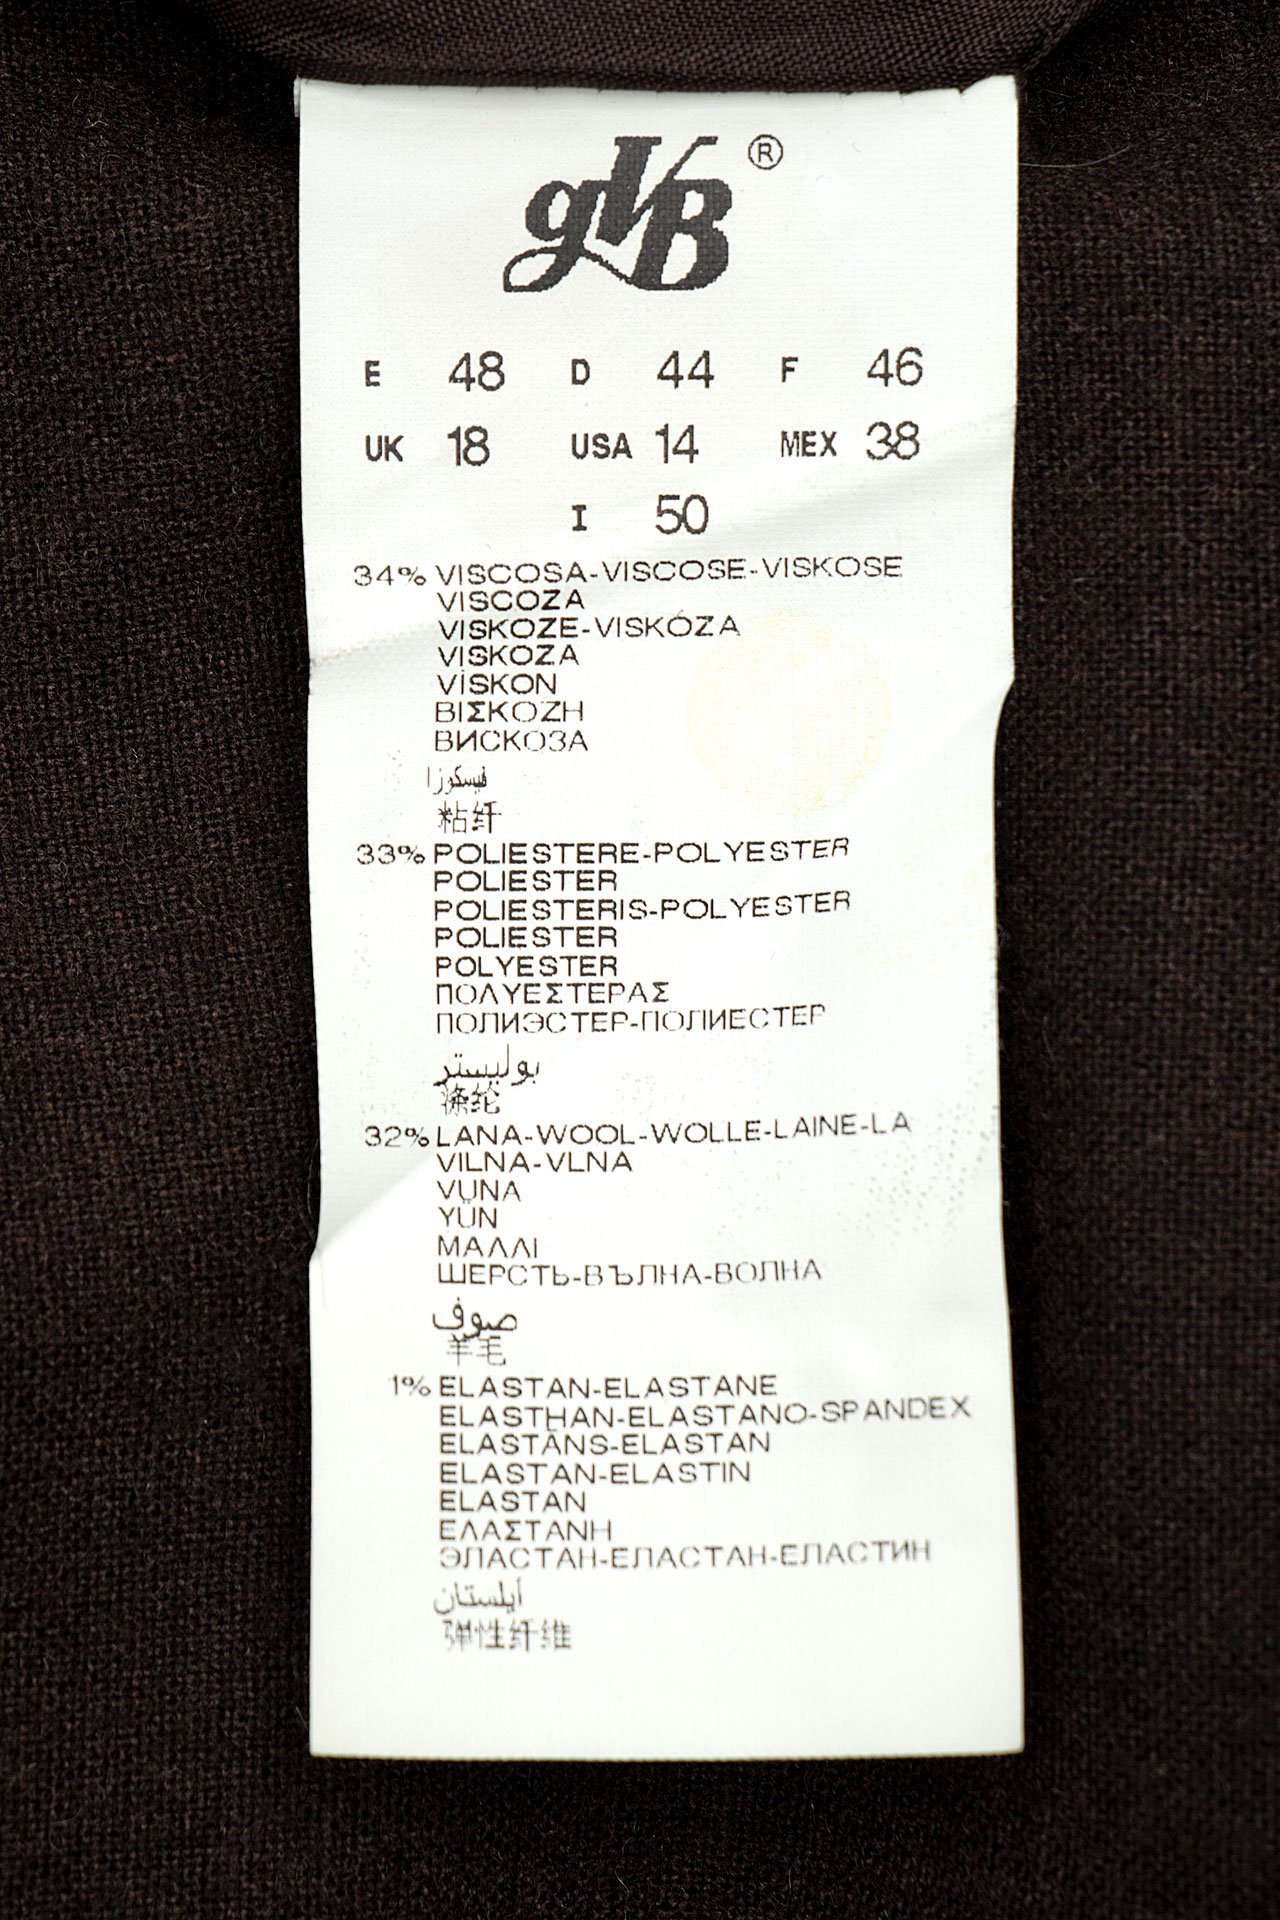 gVB ®
E 48 D 44 F 46
UK 18 USA 14 MEX 38
I 50
34% VISCOSA-VISCOSE-VISKOSE
VISCOZA
VISKOZE-VISKÓZA
VISKOZA
VİSKON
ΒΙΣΚΟΖΗ
ВИСКОЗА
فيسكوزا
粘纤
33% POLIESTERE-POLYESTER
POLIESTER
POLIESTERIS-POLYESTER
POLIESTER
POLYESTER
ΠΟΛΥΕΣΤΕΡΑΣ
ПОЛИЭСТЕР-ПОЛИЕСТЕР
بوليستر
涤纶
32% LANA-WOOL-WOLLE-LAINE-LA
VILNA-VLNA
VUNA
YÜN
ΜΑΛΛΙ
ШЕРСТЬ-ВЪЛНА-ВОЛНА
صوف
羊毛
1% ELASTAN-ELASTANE
ELASTHAN-ELASTANO-SPANDEX
ELASTĀNS-ELASTAN
ELASTAN-ELASTIN
ELASTAN
ΕΛΑΣΤΑΝΗ
ЭЛАСТАН-ЕЛАСТАН-ЕЛАСТИН
أيلستان
弹性纤维